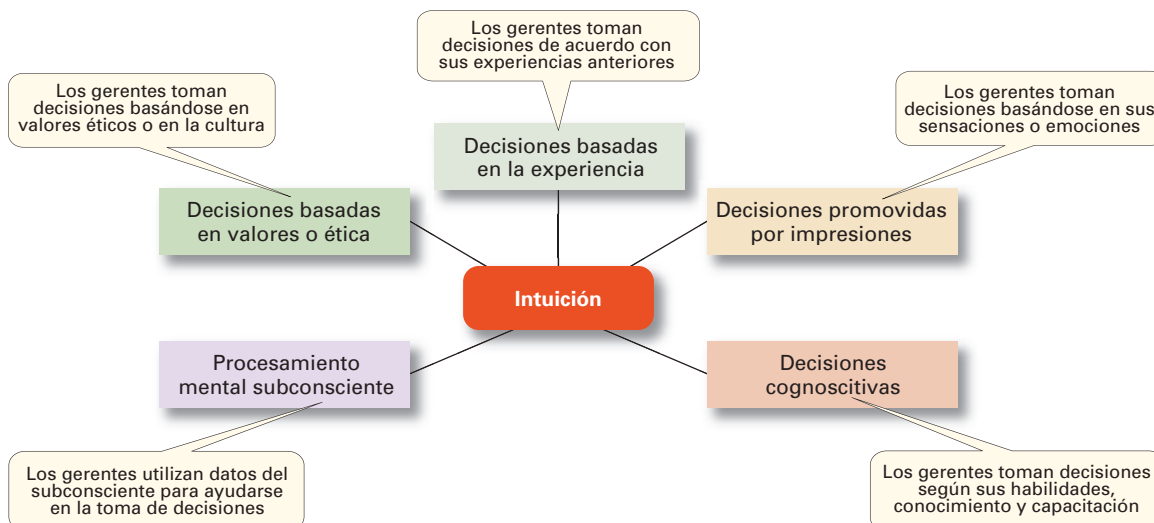 Los gerentes toman
decisiones de acuerdo con
sus experiencias anteriores
Los gerentes toman
decisiones basándose en
valores éticos o en la cultura
Los gerentes toman
decisiones basándose en sus
sensaciones o emociones
Decisiones basadas
en la experiencia
Decisiones basadas
en valores o ética
Decisiones promovidas
por impresiones
Intuición
Procesamiento
mental subconsciente
Decisiones
cognoscitivas
Los gerentes utilizan datos del
subconsciente para ayudarse
en la toma de decisiones
Los gerentes toman decisiones
según sus habilidades,
conocimiento y capacitación